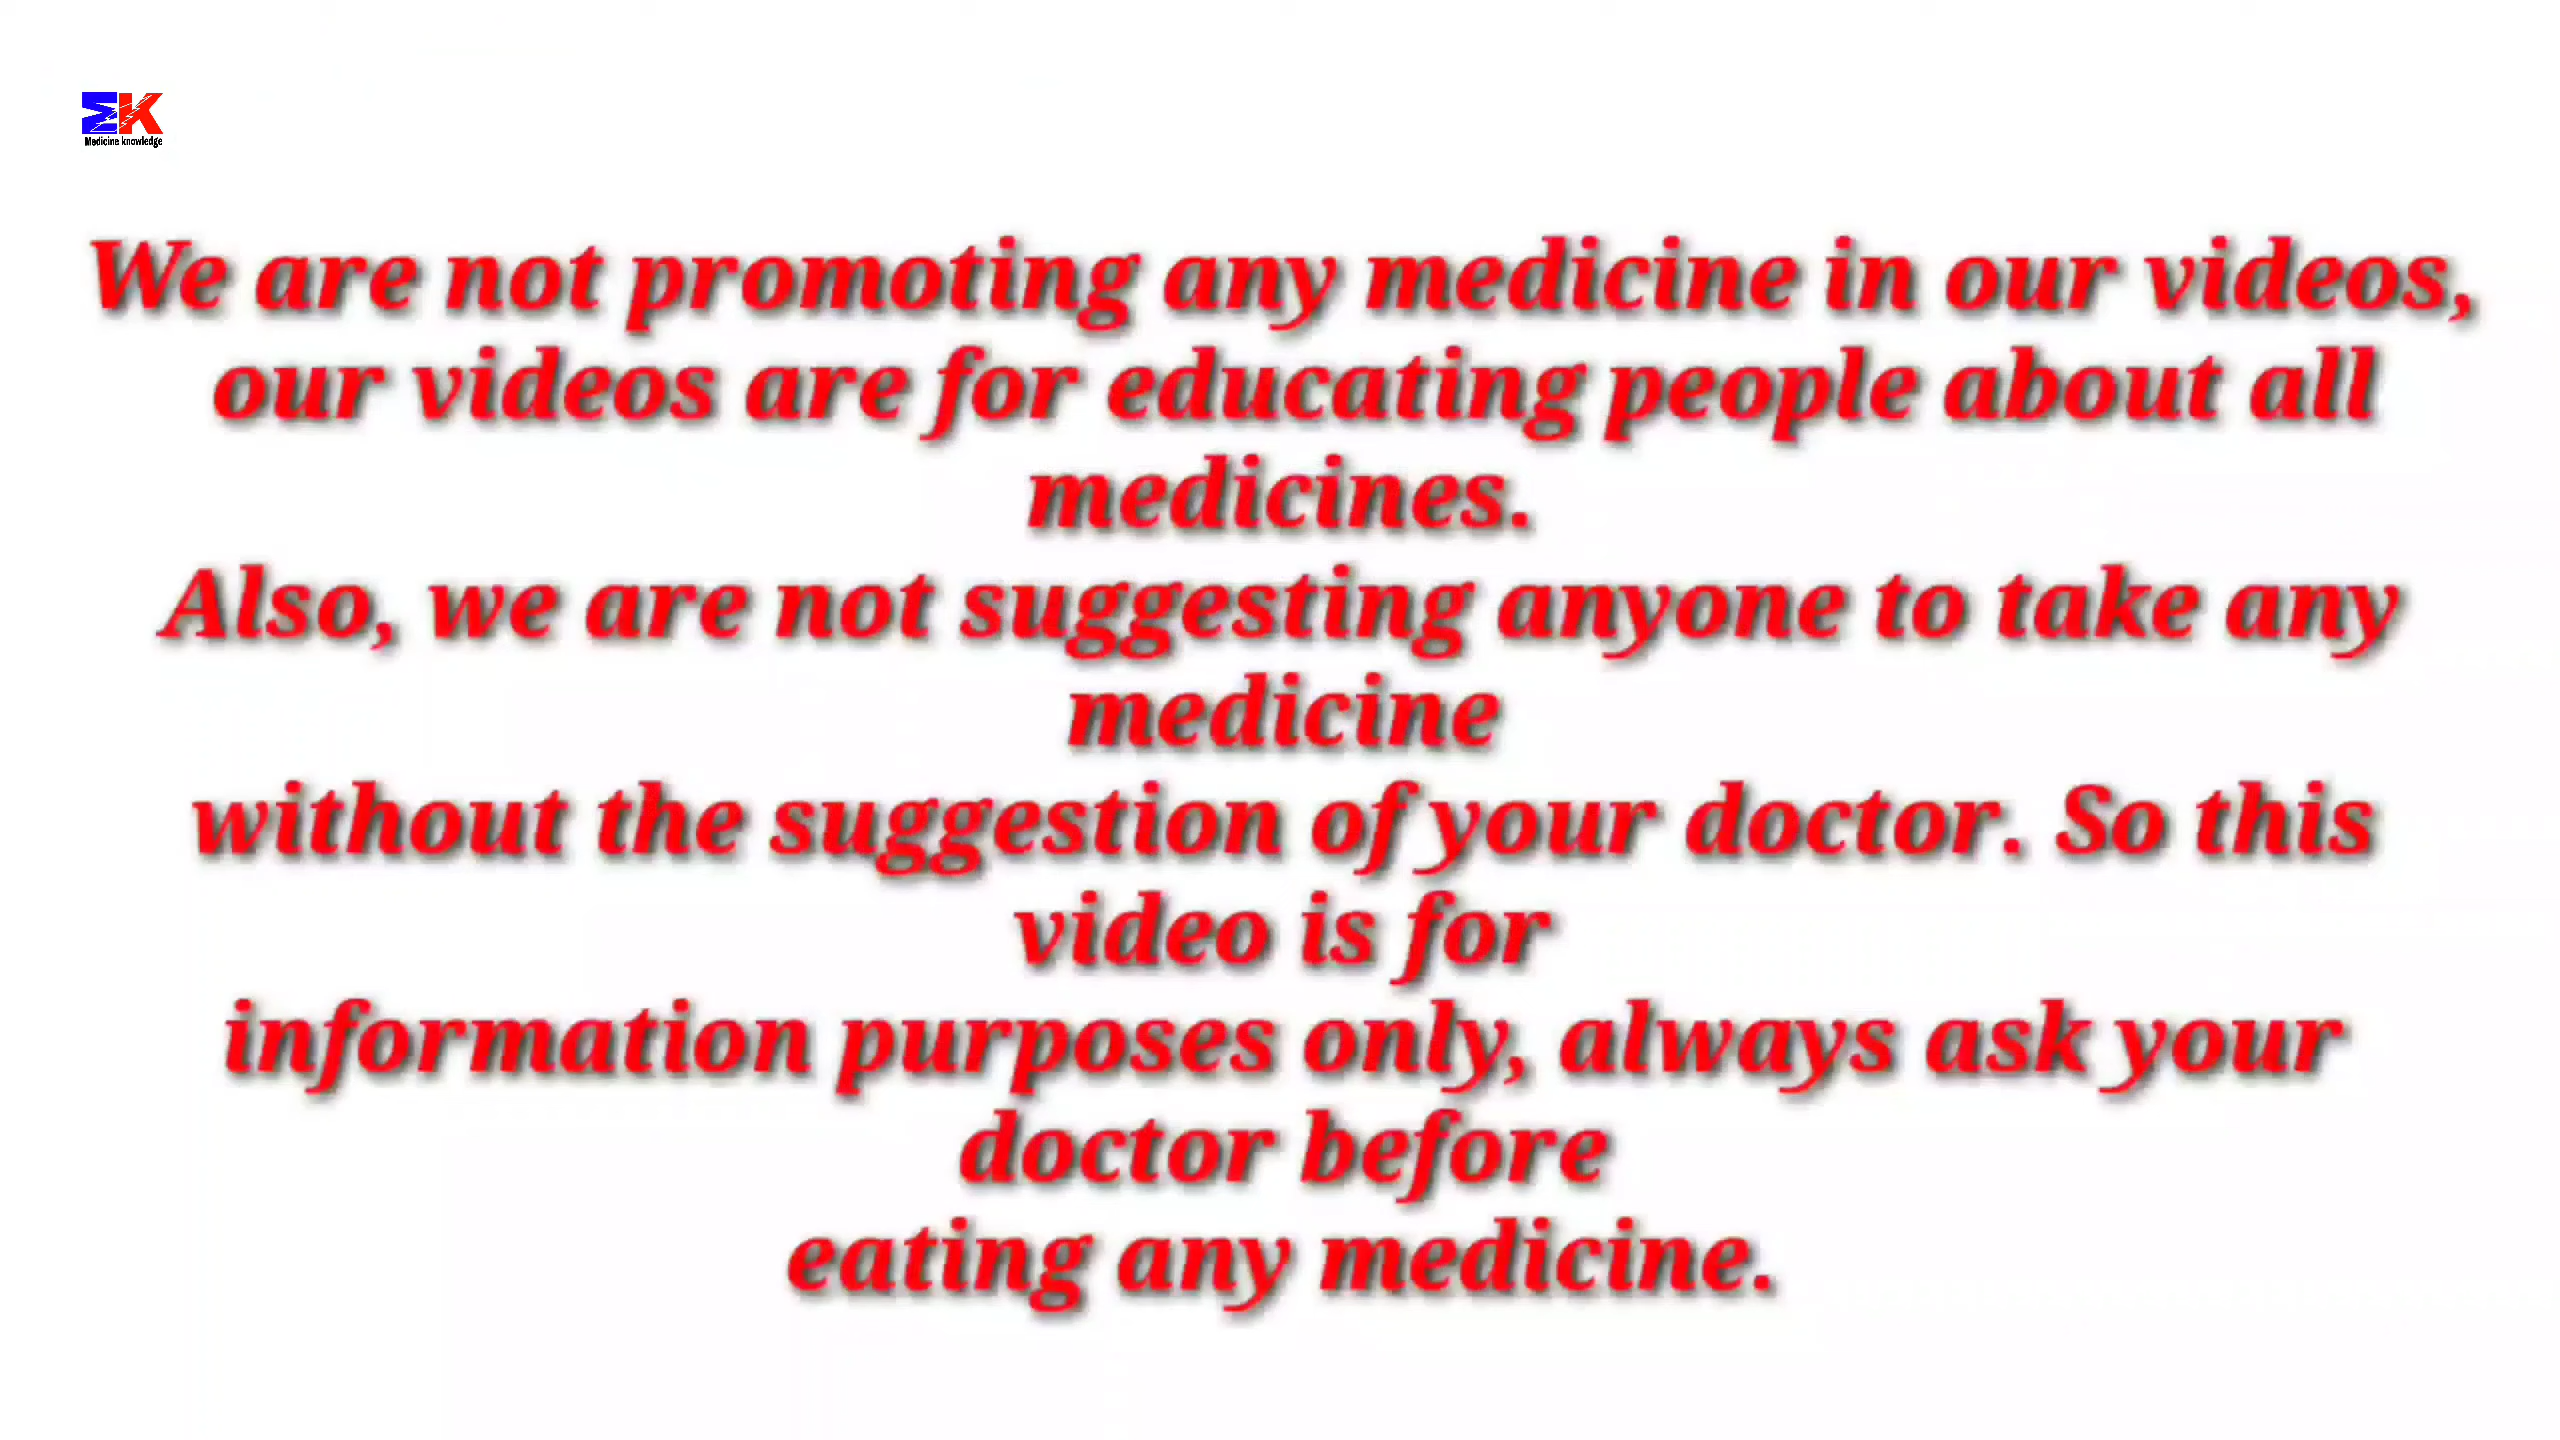 MK
Medicine knowledge
We are not promoting any medicine in our videos,
our videos are for educating people about all
medicines.
Also, we are not suggesting anyone to take any
medicine
without the suggestion of your doctor. So this
video is for
information purposes only, always ask your
doctor before
eating any medicine.